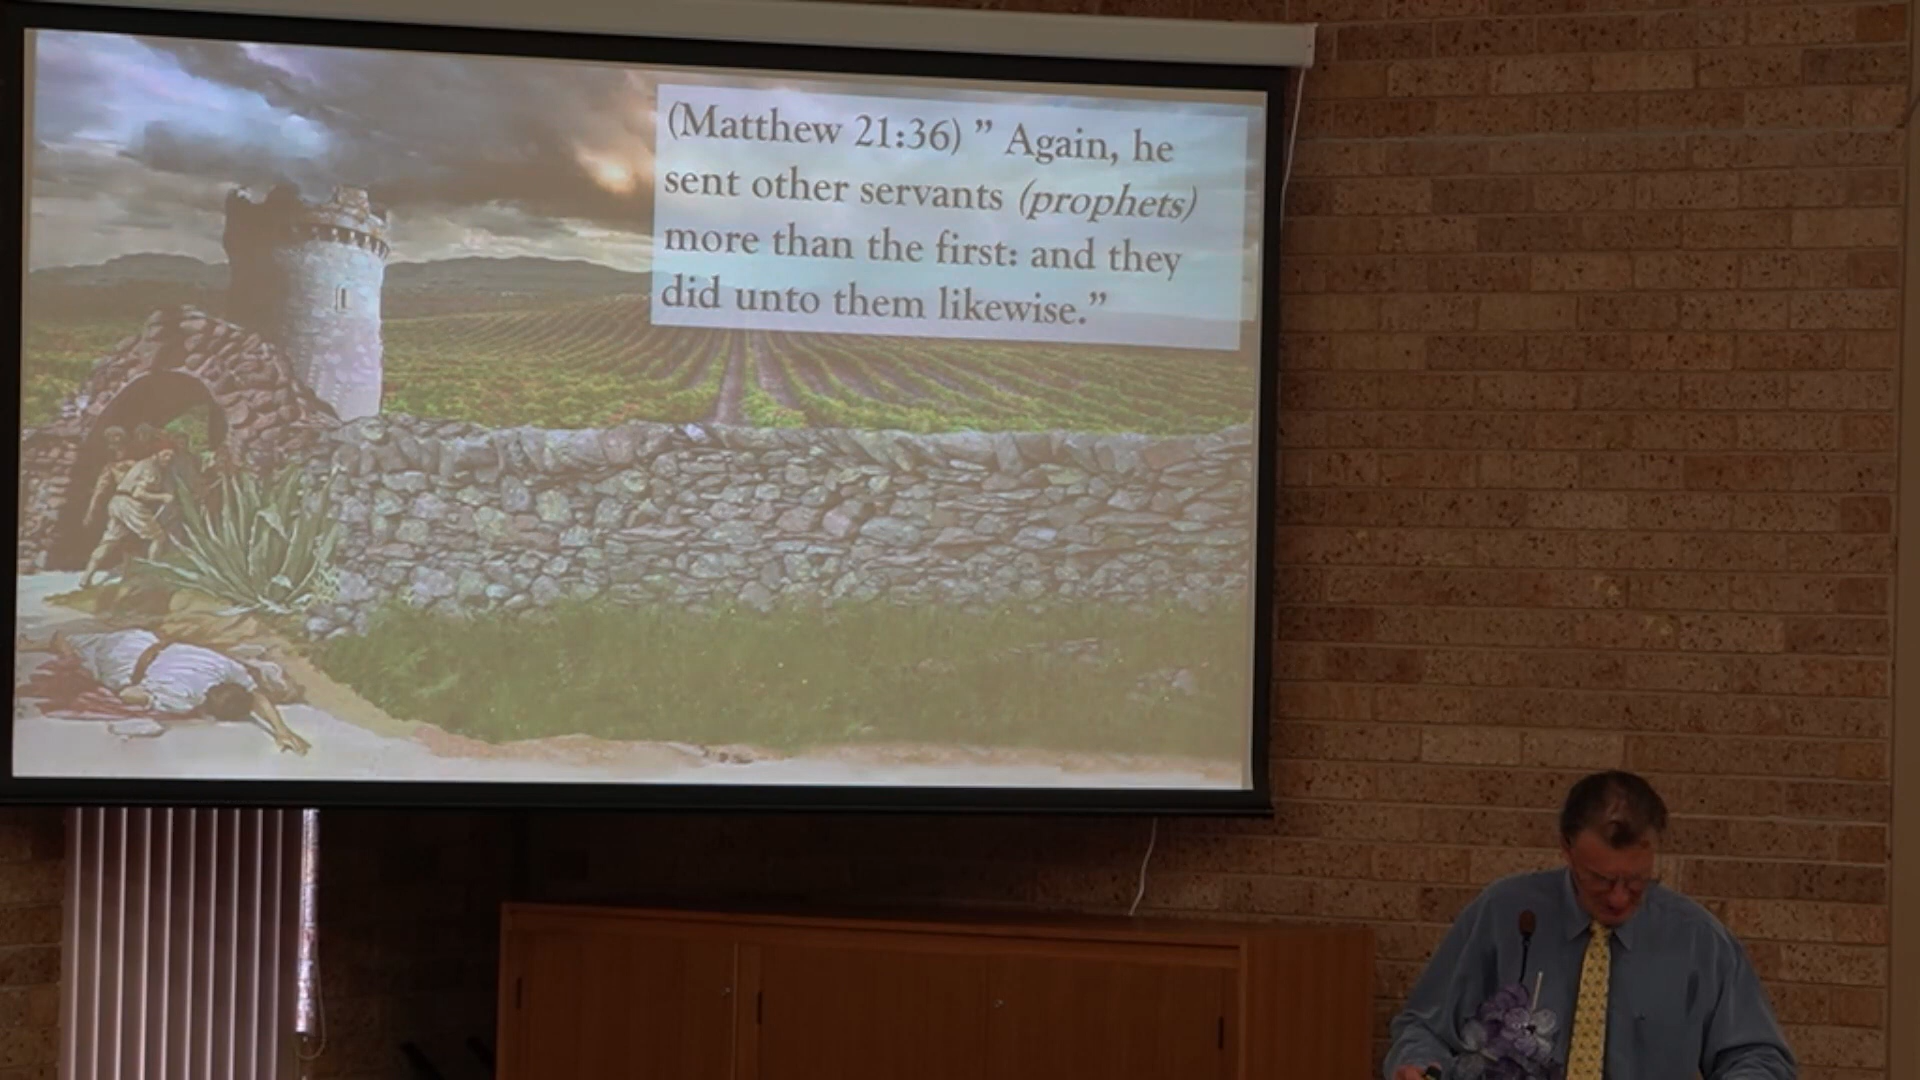 (Matthew 21:36) ” Again, he
sent other servants (prophets)
more than the first: and they
did unto them likewise.”